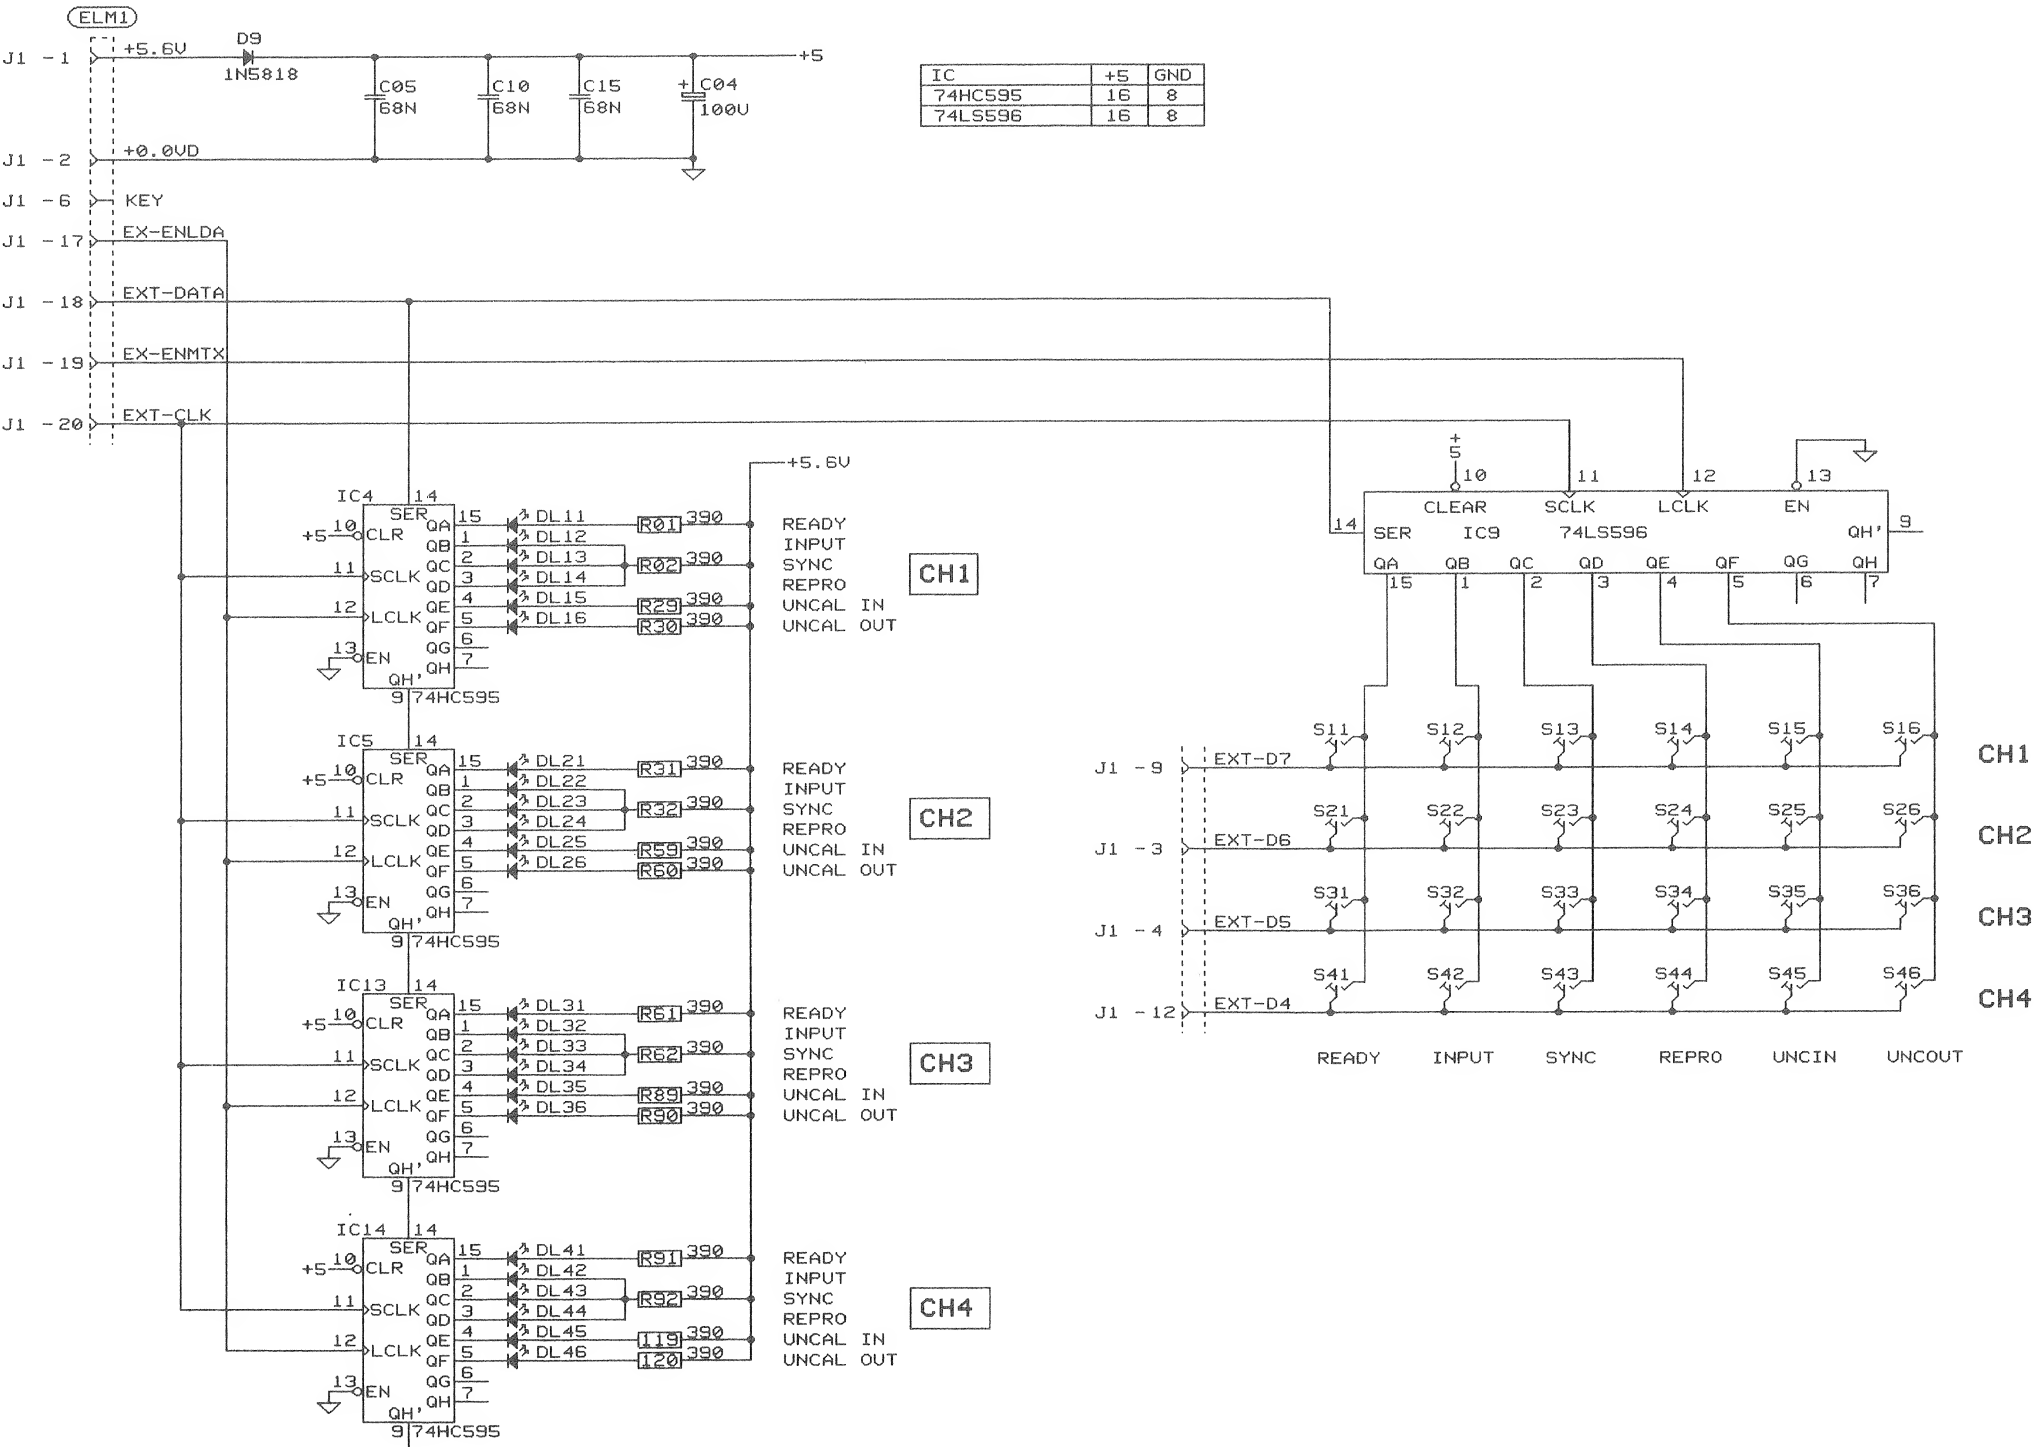 ELM1
J1 -1 +5.6V D9 1N5818 +5
C05 68N
C10 68N
C15 68N
+ C04 100U
J1 -2 +0.0VD
J1 -6 KEY
J1 -17 EX-ENLDA
J1 -18 EXT-DATA
J1 -19 EX-ENMTX
J1 -20 EXT-CLK
IC +5 GND
74HC595 16 8
74LS596 16 8
+5.6V
IC4 14
SER QA 15 DL11 R01 390 READY
+5 10 CLR QB 1 DL12 INPUT
QC 2 DL13 R02 390 SYNC
11 SCLK QD 3 DL14 REPRO
QE 4 DL15 R29 390 UNCAL IN
12 LCLK QF 5 DL16 R30 390 UNCAL OUT
QG 6
13 EN QH 7
QH'
9 74HC595
CH1
IC5 14
QA 15 DL21 R31 390 READY
+5 10 CLR QB 1 DL22 INPUT
QC 2 DL23 R32 390 SYNC
11 SCLK QD 3 DL24 REPRO
QE 4 DL25 R59 390 UNCAL IN
12 LCLK QF 5 DL26 R60 390 UNCAL OUT
QG 6
13 EN QH 7
QH'
9 74HC595
CH2
IC13 14
SER QA 15 DL31 R61 390 READY
+5 10 CLR QB 1 DL32 INPUT
QC 2 DL33 R62 390 SYNC
11 SCLK QD 3 DL34 REPRO
QE 4 DL35 R89 390 UNCAL IN
12 LCLK QF 5 DL36 R90 390 UNCAL OUT
QG 6
13 EN QH 7
QH'
9 74HC595
CH3
IC14 14
SER QA 15 DL41 R91 390 READY
+5 10 CLR QB 1 DL42 INPUT
QC 2 DL43 R92 390 SYNC
11 SCLK QD 3 DL44 REPRO
QE 4 DL45 119 390 UNCAL IN
12 LCLK QF 5 DL46 120 390 UNCAL OUT
QG 6
13 EN QH 7
QH'
9 74HC595
CH4
+5
10 11 12 13
CLEAR SCLK LCLK EN
14 SER IC9 74LS596 QH' 9
QA QB QC QD QE QF QG QH
15 1 2 3 4 5 6 7
S11 S12 S13 S14 S15 S16
J1 -9 EXT-D7 CH1
S21 S22 S23 S24 S25 S26
J1 -3 EXT-D6 CH2
S31 S32 S33 S34 S35 S36
J1 -4 EXT-D5 CH3
S41 S42 S43 S44 S45 S46
J1 -12 EXT-D4 CH4
READY INPUT SYNC REPRO UNCIN UNCOUT